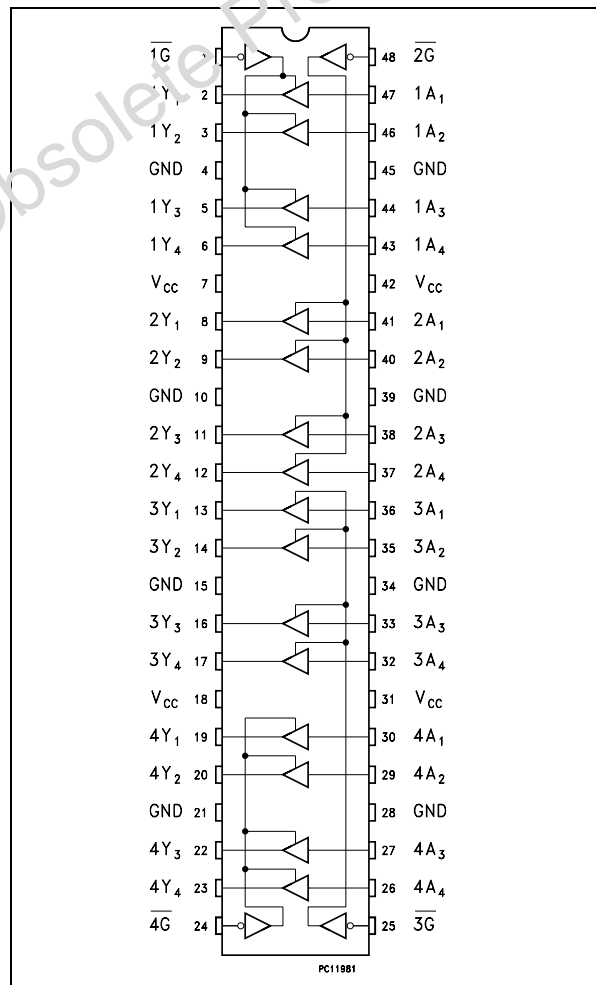 Obsolete Pro
1G 1 48 2G
1Y1 2 47 1A1
1Y2 3 46 1A2
GND 4 45 GND
1Y3 5 44 1A3
1Y4 6 43 1A4
VCC 7 42 VCC
2Y1 8 41 2A1
2Y2 9 40 2A2
GND 10 39 GND
2Y3 11 38 2A3
2Y4 12 37 2A4
3Y1 13 36 3A1
3Y2 14 35 3A2
GND 15 34 GND
3Y3 16 33 3A3
3Y4 17 32 3A4
VCC 18 31 VCC
4Y1 19 30 4A1
4Y2 20 29 4A2
GND 21 28 GND
4Y3 22 27 4A3
4Y4 23 26 4A4
4G 24 25 3G
PC11981